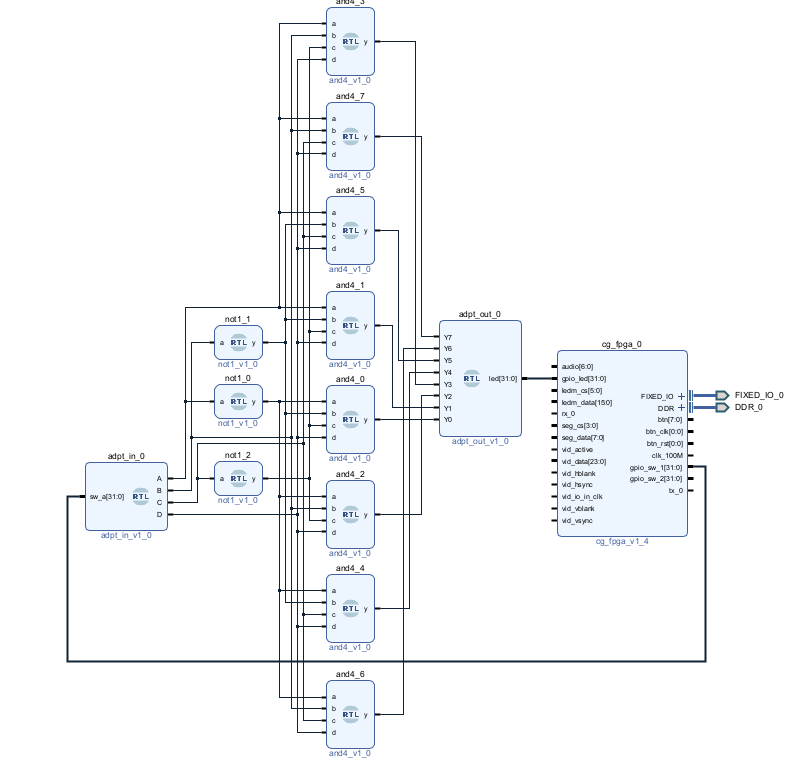 and4_3
a
b
c
d
RTL
y
and4_v1_0
and4_7
a
b
c
d
RTL
y
and4_v1_0
and4_5
a
b
c
d
RTL
y
and4_v1_0
and4_1
a
b
c
d
RTL
y
and4_v1_0
not1_1
a
RTL
not1_v1_0
not1_0
a
RTL
not1_v1_0
and4_0
a
b
c
d
RTL
y
and4_v1_0
not1_2
a
RTL
not1_v1_0
adpt_in_0
sw_a[31:0]
RTL
A
B
C
D
adpt_in_v1_0
and4_2
a
b
c
d
RTL
y
and4_v1_0
and4_4
a
b
c
d
RTL
y
and4_v1_0
and4_6
a
b
c
d
RTL
y
and4_v1_0
adpt_out_0
Y7
Y6
Y5
Y4
Y3
Y2
Y1
Y0
RTL
led[31:0]
adpt_out_v1_0
cg_fpga_0
audio[6:0]
gpio_led[31:0]
ledm_cs[5:0]
ledm_data[15:0]
rx_0
seg_cs[3:0]
seg_data[7:0]
vid_active
vid_data[23:0]
vid_hblank
vid_hsync
vid_io_in_clk
vid_vblank
vid_vsync
FIXED_IO
DDR
btn[7:0]
btn_clk[0:0]
btn_rst[0:0]
clk_100M
gpio_sw_1[31:0]
gpio_sw_2[31:0]
tx_0
cg_fpga_v1_4
FIXED_IO_0
DDR_0